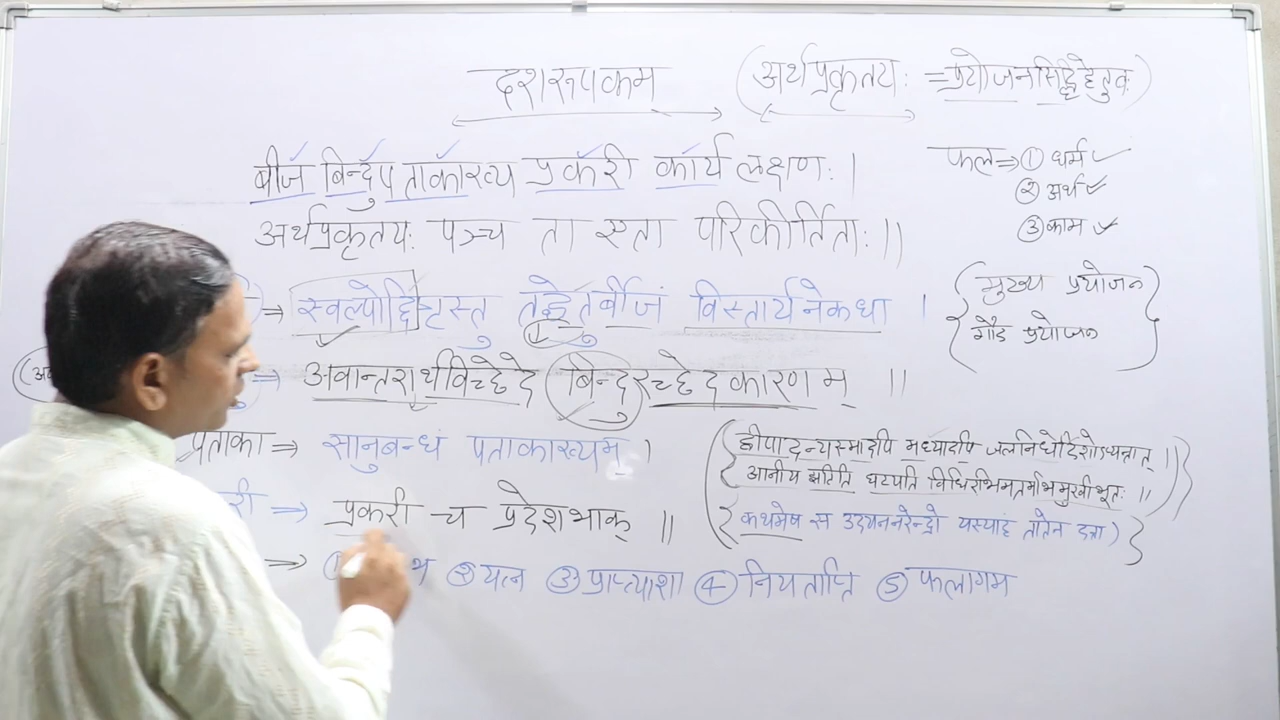 दशरूपकम् (अर्थप्रकृतयः =प्रयोजनसिद्धिहेतवः)
बीज बिन्दु पताकाख्य प्रकरी कार्य लक्षणः।
अर्थप्रकृतयः पञ्च ता एता परिकीर्तिताः।।
फल⇒ ① धर्म
② अर्थ
③ काम
⇒ स्वल्पोद्दिष्टस्तु तद्धेतुर्बीजं विस्तार्यनेकधा ।
{मुख्य प्रयोजन}
{गौड प्रयोजन}
⇒ अवान्तरार्थविच्छेदे बिन्दुरच्छेदकारणम् ।।
पताका ⇒ सानुबन्धं पताकाख्यम् ।
द्वीपादन्यस्मादपि मध्यादपि जलनिधेर्दिशोऽप्यन्तात् ।
आनीय झटिति घटयति विधिरभिमतमभिमुखीभूतः ।।
री ⇒ प्रकरी च प्रदेशभाक् ।।
कथमेष स उदयननरेन्द्रो यस्याहं तातेन दत्ता)
② यत्न ③ प्राप्त्याशा ④ नियताप्ति ⑤ फलागम